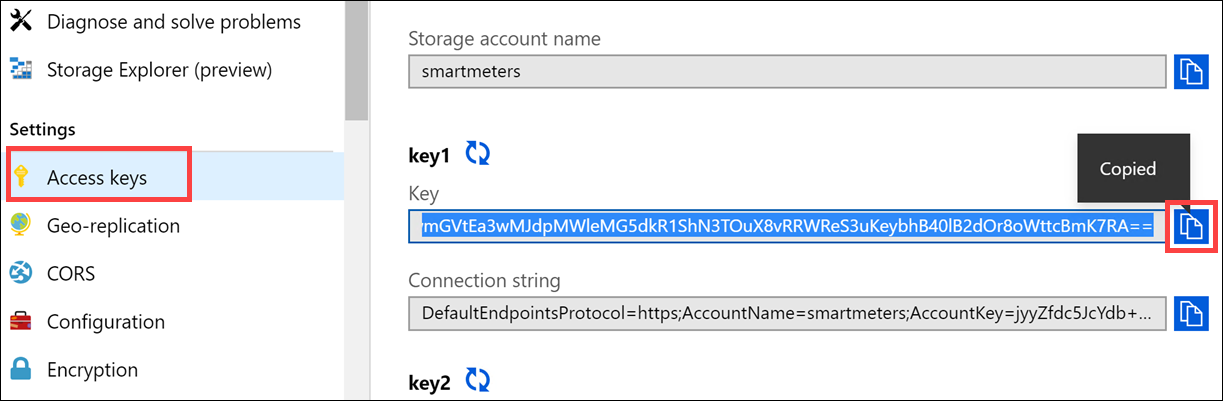 Diagnose and solve problems
Storage Explorer (preview)
Settings
Access keys
Geo-replication
CORS
Configuration
Encryption
Storage account name
smartmeters
key1
Copied
Key
mGVtEa3wMJdpMWleMG5dkR1ShN3TOuX8vRRWReS3uKeybhB40lB2dOr8oWttcBmK7RA==
Connection string
DefaultEndpointsProtocol=https;AccountName=smartmeters;AccountKey=jyyZfdc5JcYdb+...
key2